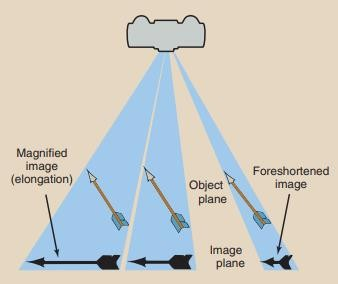 Magnified
image
(elongation)
Object
plane
Foreshortened
image
Image
plane